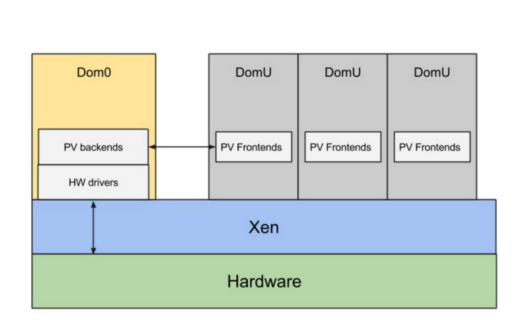 Dom0
DomU
DomU
DomU
PV backends
PV Frontends
PV Frontends
PV Frontends
HW drivers
Xen
Hardware